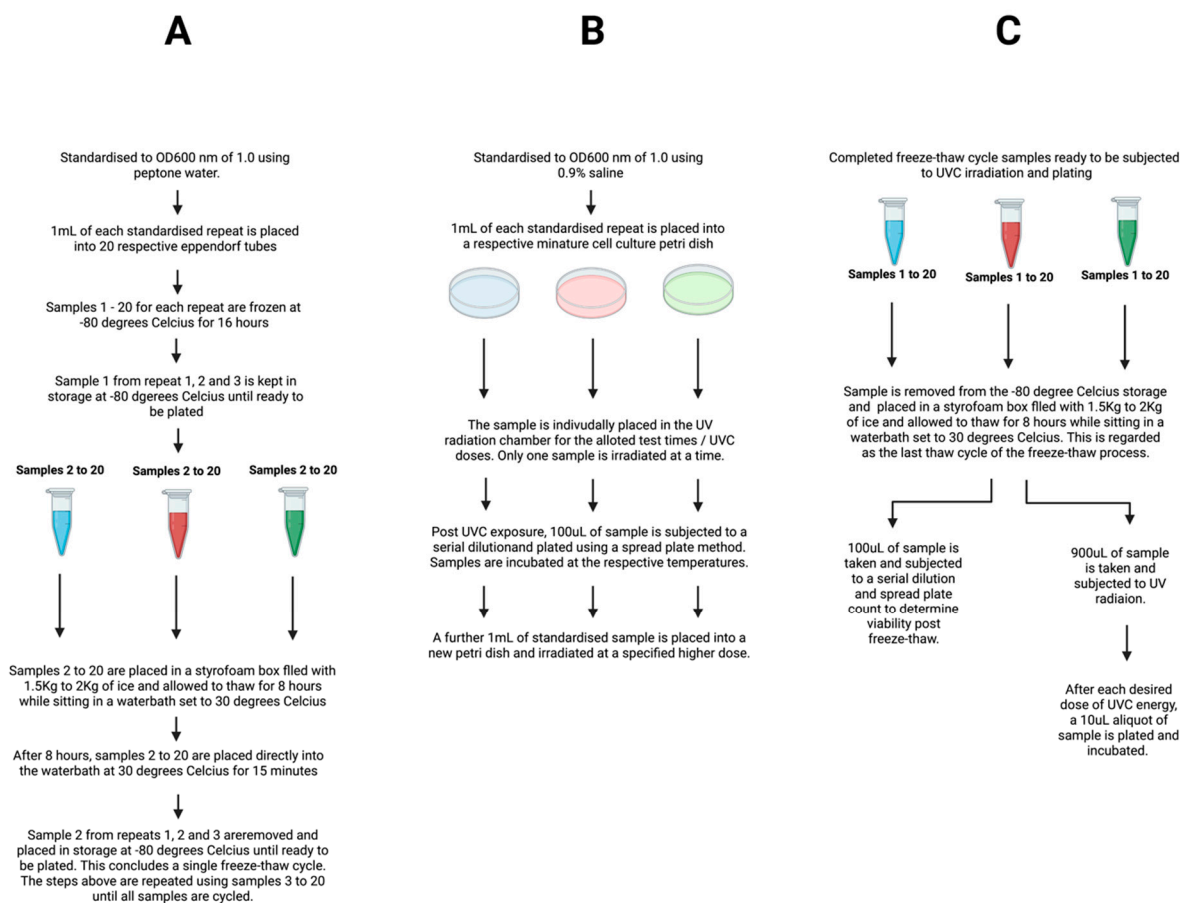 A
Standardised to OD600 nm of 1.0 using
peptone water.
1mL of each standardised repeat is placed
into 20 respective eppendorf tubes
Samples 1 - 20 for each repeat are frozen at
-80 degrees Celcius for 16 hours
Sample 1 from repeat 1, 2 and 3 is kept in
storage at -80 dgerees Celcius until ready to
be plated
Samples 2 to 20
Samples 2 to 20
Samples 2 to 20
Samples 2 to 20 are placed in a styrofoam box flled with
1.5Kg to 2Kg of ice and allowed to thaw for 8 hours
while sitting in a waterbath set to 30 degrees Celcius
After 8 hours, samples 2 to 20 are placed directly into
the waterbath at 30 degrees Celcius for 15 minutes
Sample 2 from repeats 1, 2 and 3 areremoved and
placed in storage at -80 degrees Celcius until ready to
be plated. This concludes a single freeze-thaw cycle.
The steps above are repeated using samples 3 to 20
until all samples are cycled.
B
Standardised to OD600 nm of 1.0 using
0.9% saline
1mL of each standardised repeat is placed into
a respective minature cell culture petri dish
The sample is indivudally placed in the UV
radiation chamber for the alloted test times / UVC
doses. Only one sample is irradiated at a time.
Post UVC exposure, 100uL of sample is subjected to a
serial dilutionand plated using a spread plate method.
Samples are incubated at the respective temperatures.
A further 1mL of standardised sample is placed into a
new petri dish and irradiated at a specified higher dose.
C
Completed freeze-thaw cycle samples ready to be subjected
to UVC irradiation and plating
Samples 1 to 20
Samples 1 to 20
Samples 1 to 20
Sample is removed from the -80 degree Celcius storage
and placed in a styrofoam box flled with 1.5Kg to 2Kg
of ice and allowed to thaw for 8 hours while sitting in a
waterbath set to 30 degrees Celcius. This is regarded
as the last thaw cycle of the freeze-thaw process.
100uL of sample is
taken and subjected
to a serial dilution
and spread plate
count to determine
viability post
freeze-thaw.
900uL of sample
is taken and
subjected to UV
radiaion.
After each desired
dose of UVC energy,
a 10uL aliquot of
sample is plated and
incubated.